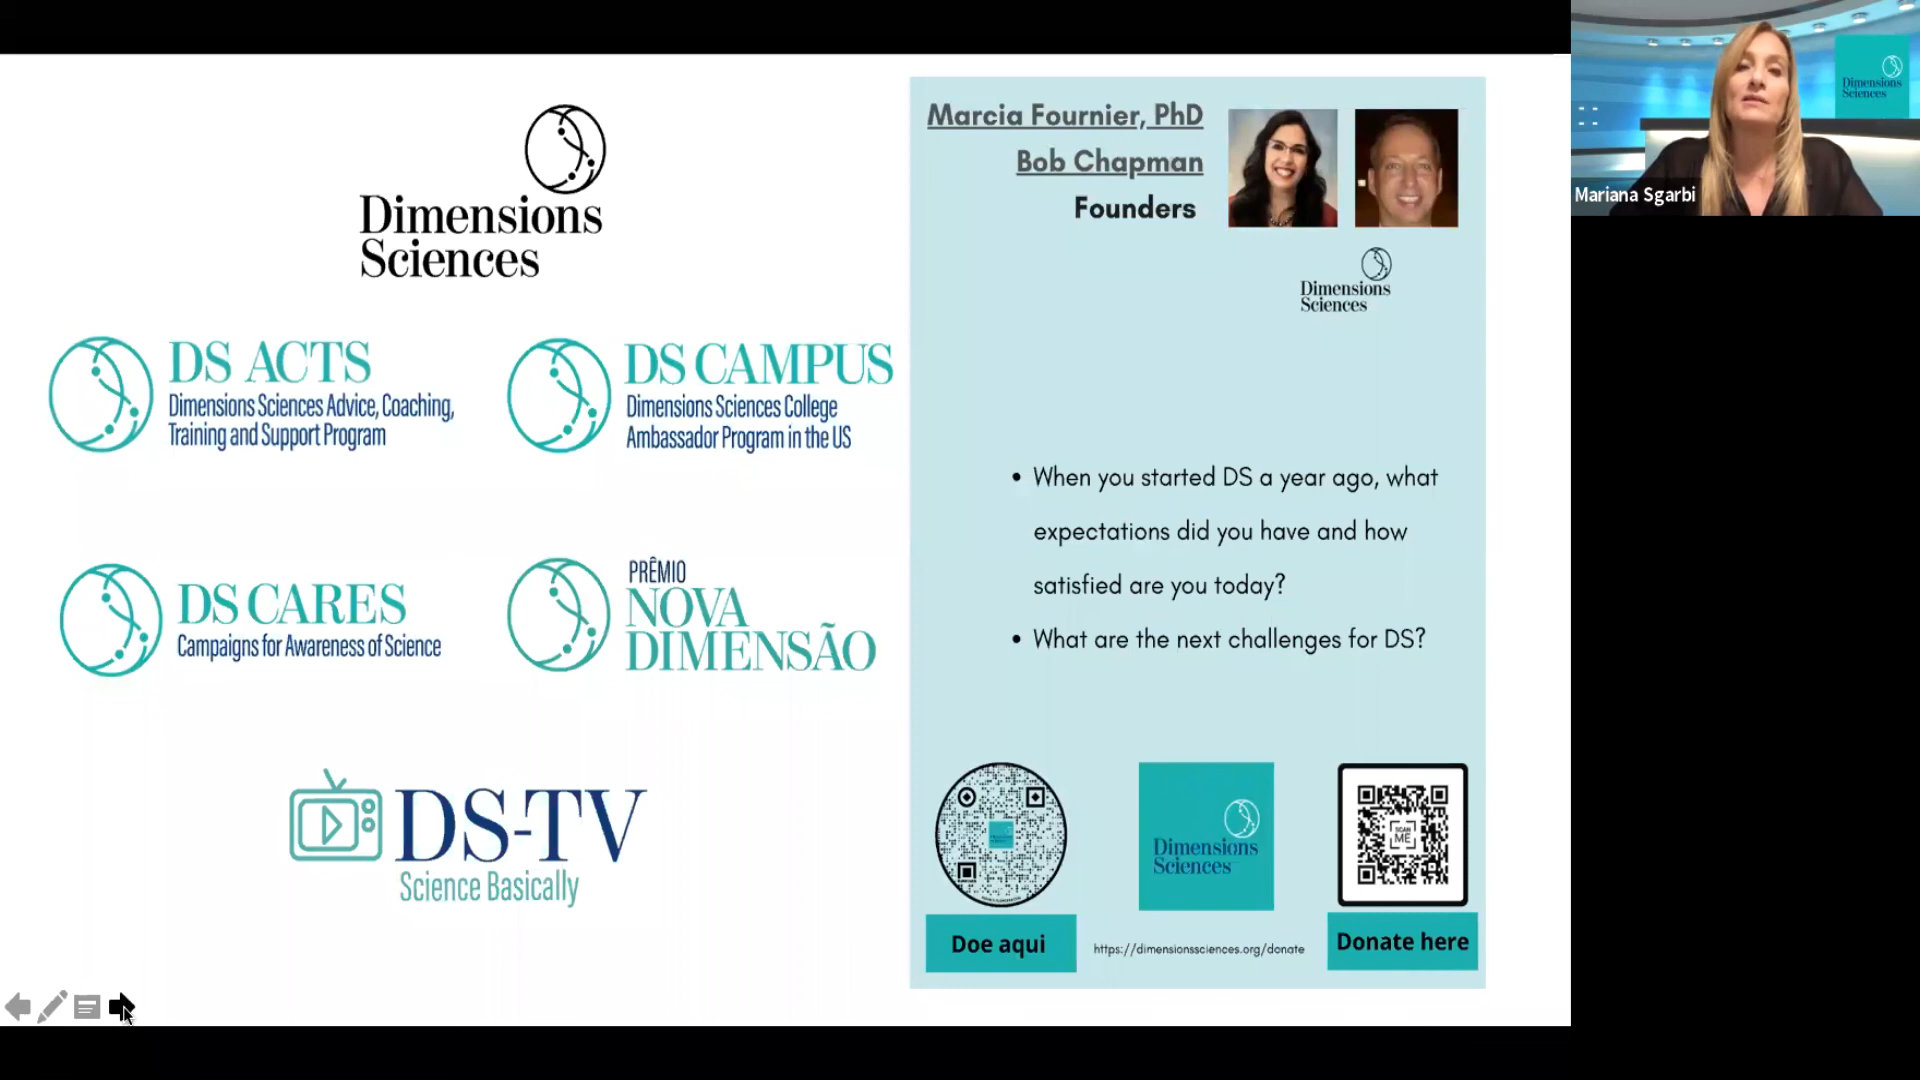 Dimensions
Sciences
DS ACTS
Dimensions Sciences Advice, Coaching,
Training and Support Program
DS CAMPUS
Dimensions Sciences College
Ambassador Program in the US
DS CARES
Campaigns for Awareness of Science
PRÊMIO
NOVA
DIMENSÃO
DS-TV
Science Basically
Marcia Fournier, PhD
Bob Chapman
Founders
Dimensions
Sciences
• When you started DS a year ago, what
expectations did you have and how
satisfied are you today?
• What are the next challenges for DS?
Dimensions
Sciences
SCAN
ME
Doe aqui
https://dimensionssciences.org/donate
Donate here
Dimensions
Sciences
Mariana Sgarbi